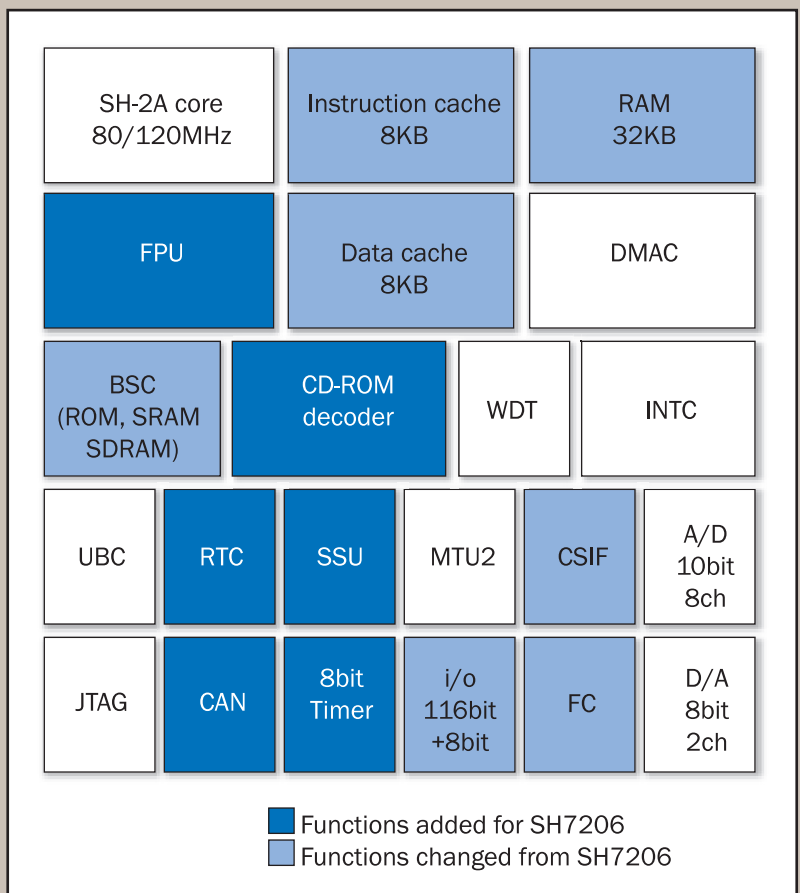 SH-2A core
80/120MHz
Instruction cache
8KB
RAM
32KB
FPU
Data cache
8KB
DMAC
BSC
(ROM, SRAM
SDRAM)
CD-ROM
decoder
WDT
INTC
UBC
RTC
SSU
MTU2
CSIF
A/D
10bit
8ch
JTAG
CAN
8bit
Timer
i/o
116bit
+8bit
FC
D/A
8bit
2ch
Functions added for SH7206
Functions changed from SH7206